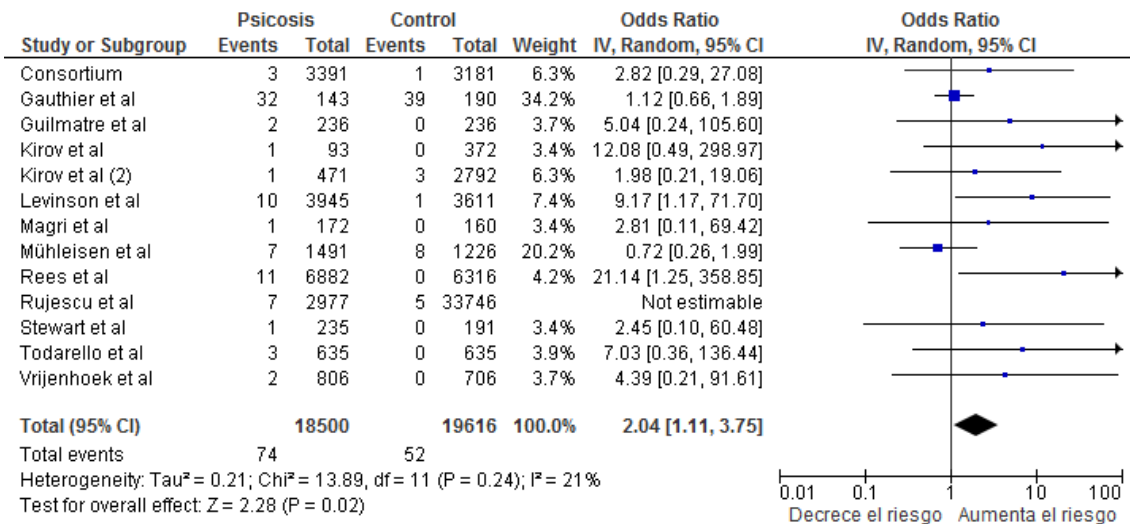 Psicosis Control Odds Ratio Odds Ratio
Study or Subgroup Events Total Events Total Weight IV, Random, 95% CI IV, Random, 95% CI
Consortium 3 3391 1 3181 6.3% 2.82 [0.29, 27.08]
Gauthier et al 32 143 39 190 34.2% 1.12 [0.66, 1.89]
Guilmatre et al 2 236 0 236 3.7% 5.04 [0.24, 105.60]
Kirov et al 1 93 0 372 3.4% 12.08 [0.49, 298.97]
Kirov et al (2) 1 471 3 2792 6.3% 1.98 [0.21, 19.06]
Levinson et al 10 3945 1 3611 7.4% 9.17 [1.17, 71.70]
Magri et al 1 172 0 160 3.4% 2.81 [0.11, 69.42]
Mühleisen et al 7 1491 8 1226 20.2% 0.72 [0.26, 1.99]
Rees et al 11 6882 0 6316 4.2% 21.14 [1.25, 358.85]
Rujescu et al 7 2977 5 33746 Not estimable
Stewart et al 1 235 0 191 3.4% 2.45 [0.10, 60.48]
Todarello et al 3 635 0 635 3.9% 7.03 [0.36, 136.44]
Vrijenhoek et al 2 806 0 706 3.7% 4.39 [0.21, 91.61]
Total (95% CI) 18500 19616 100.0% 2.04 [1.11, 3.75]
Total events 74 52
Heterogeneity: Tau² = 0.21; Chi² = 13.89, df = 11 (P = 0.24); I² = 21%
Test for overall effect: Z = 2.28 (P = 0.02)
0.01 0.1 1 10 100
Decrece el riesgo Aumenta el riesgo